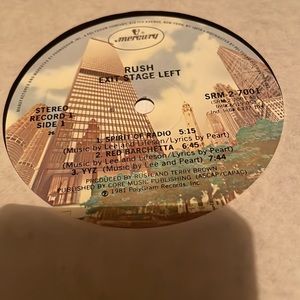 mercury
RUSH
EXIT STAGE LEFT
STEREO
RECORD 1
SIDE 1
SRM-2-7001
1. SPIRIT OF RADIO 5:15
(Music by Lee and Lifeson/Lyrics by Peart)
2. RED BARCHETTA 6:45
(Music by Lee and Lifeson/Lyrics by Peart)
3. YYZ (Music by Lee and Peart) 7:44
PRODUCED BY RUSH AND TERRY BROWN
PUBLISHED BY CORE MUSIC PUBLISHING (ASCAP/CAPAC)
℗ 1981 PolyGram Records, Inc.